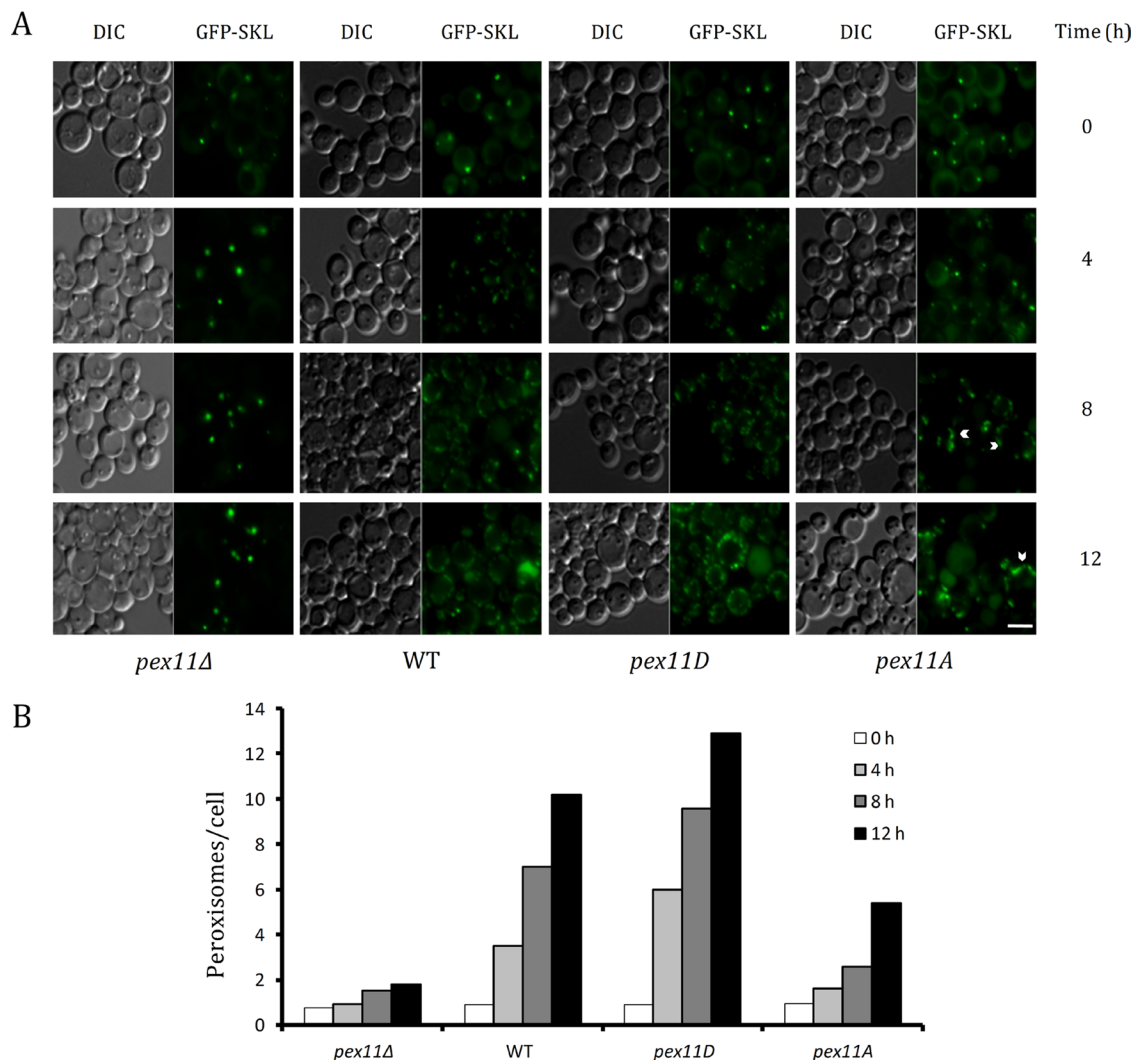 A
DIC GFP-SKL DIC GFP-SKL DIC GFP-SKL DIC GFP-SKL Time (h)
0
4
8
12
pex11Δ WT pex11D pex11A
B
14
12
10
8
6
4
2
0
Peroxisomes/cell
0 h
4 h
8 h
12 h
pex11Δ WT pex11D pex11A